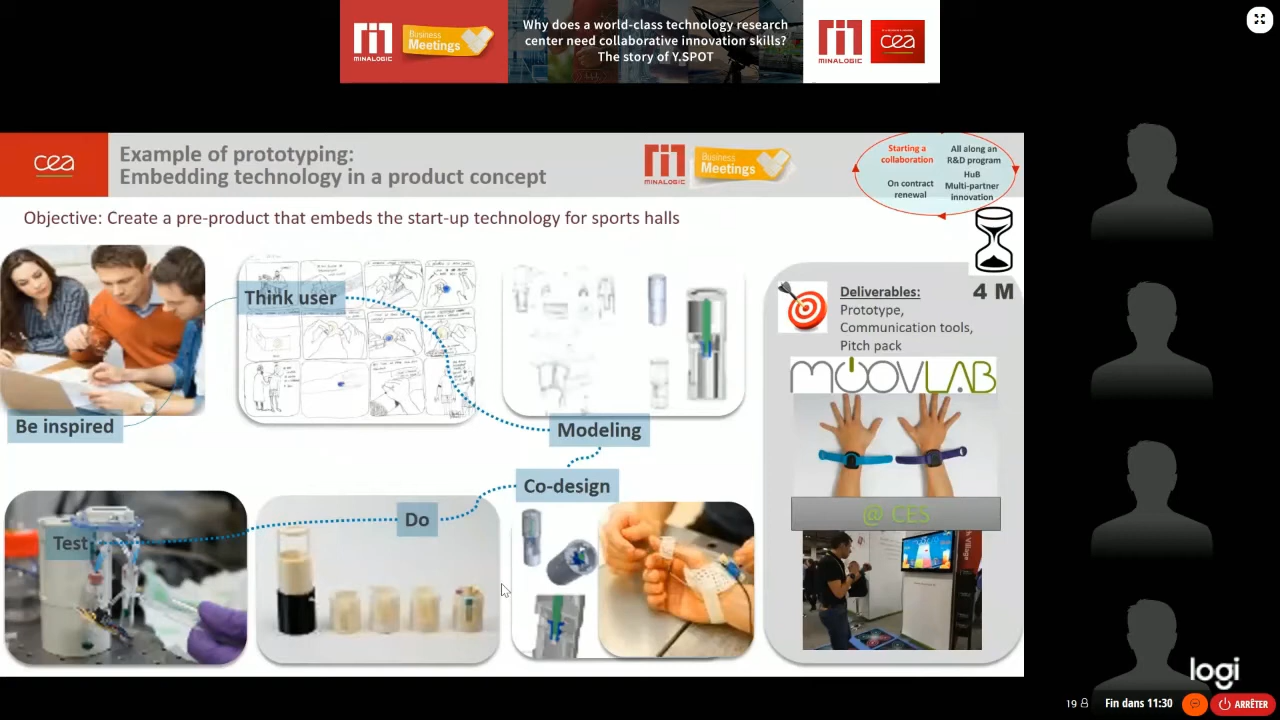 MINALOGIC
Business
Meetings
Why does a world-class technology research
center need collaborative innovation skills?
The story of Y.SPOT
MINALOGIC
cea
cea
Example of prototyping:
Embedding technology in a product concept
MINALOGIC
Business
Meetings
Starting a
collaboration
All along an
R&D program
On contract
renewal
HuB
Multi-partner
innovation
Objective: Create a pre-product that embeds the start-up technology for sports halls
Think user
Be inspired
Modeling
Co-design
Do
Test
4 M
Deliverables:
Prototype,
Communication tools,
Pitch pack
MOOVLAB
@ CES
logi
19
Fin dans 11:30
ARRÊTER